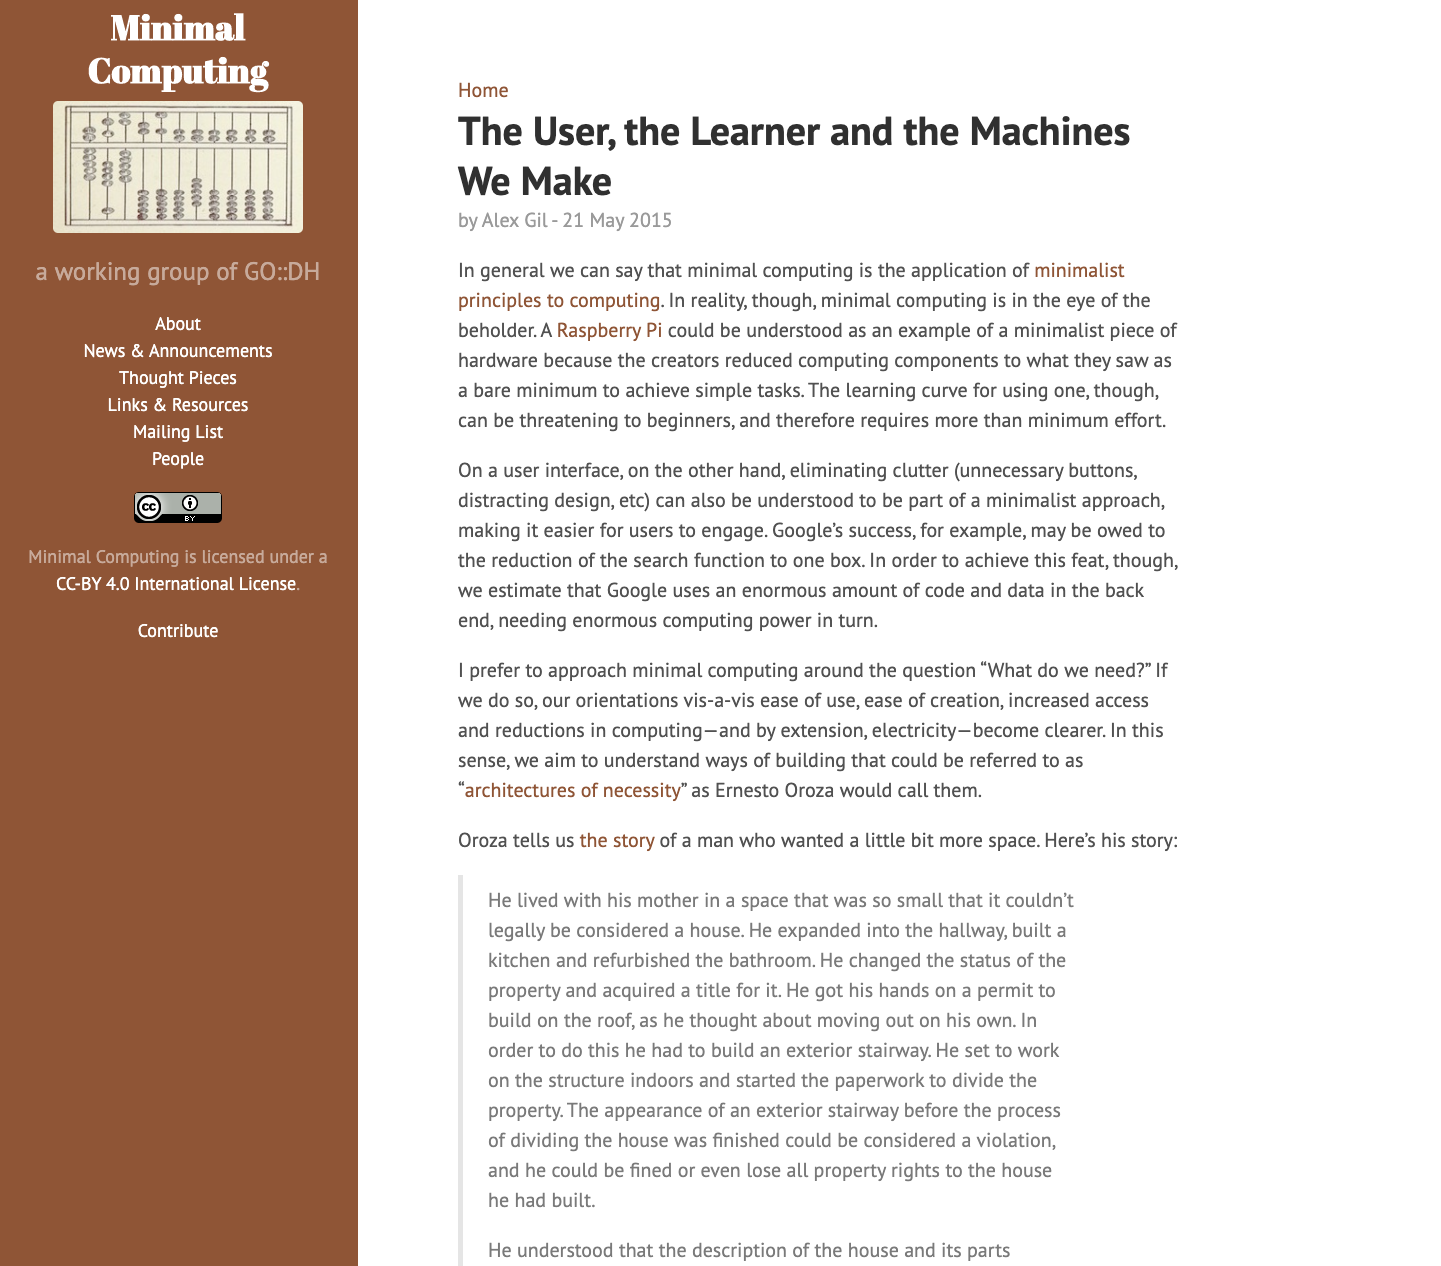 Minimal
Computing
a working group of GO::DH
About
News & Announcements
Thought Pieces
Links & Resources
Mailing List
People
cc
BY
Minimal Computing is licensed under a
CC-BY 4.0 International License.
Contribute
Home
The User, the Learner and the Machines
We Make
by Alex Gil - 21 May 2015
In general we can say that minimal computing is the application of minimalist
principles to computing. In reality, though, minimal computing is in the eye of the
beholder. A Raspberry Pi could be understood as an example of a minimalist piece of
hardware because the creators reduced computing components to what they saw as
a bare minimum to achieve simple tasks. The learning curve for using one, though,
can be threatening to beginners, and therefore requires more than minimum effort.
On a user interface, on the other hand, eliminating clutter (unnecessary buttons,
distracting design, etc) can also be understood to be part of a minimalist approach,
making it easier for users to engage. Google’s success, for example, may be owed to
the reduction of the search function to one box. In order to achieve this feat, though,
we estimate that Google uses an enormous amount of code and data in the back
end, needing enormous computing power in turn.
I prefer to approach minimal computing around the question “What do we need?” If
we do so, our orientations vis-a-vis ease of use, ease of creation, increased access
and reductions in computing—and by extension, electricity—become clearer. In this
sense, we aim to understand ways of building that could be referred to as
“architectures of necessity” as Ernesto Oroza would call them.
Oroza tells us the story of a man who wanted a little bit more space. Here’s his story:
He lived with his mother in a space that was so small that it couldn’t
legally be considered a house. He expanded into the hallway, built a
kitchen and refurbished the bathroom. He changed the status of the
property and acquired a title for it. He got his hands on a permit to
build on the roof, as he thought about moving out on his own. In
order to do this he had to build an exterior stairway. He set to work
on the structure indoors and started the paperwork to divide the
property. The appearance of an exterior stairway before the process
of dividing the house was finished could be considered a violation,
and he could be fined or even lose all property rights to the house
he had built.
He understood that the description of the house and its parts